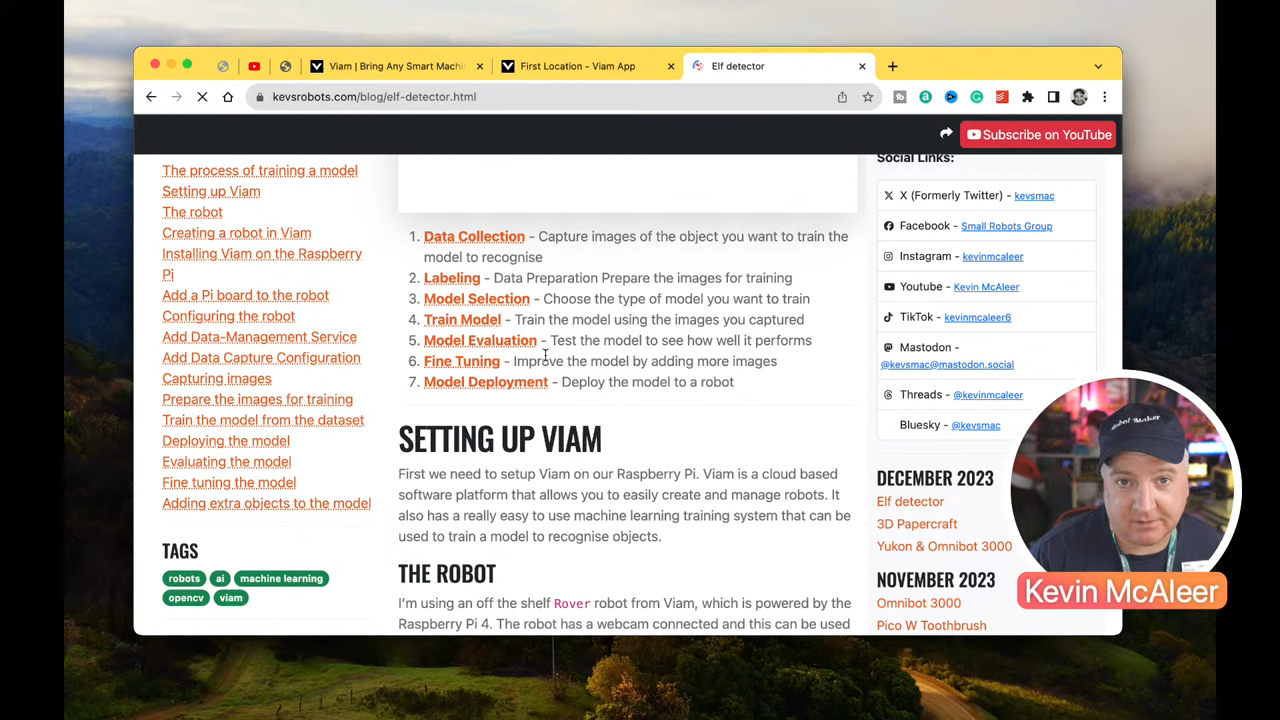 Viam | Bring Any Smart Machin
First Location - Viam App
Elf detector
kevsrobots.com/blog/elf-detector.html
Subscribe on YouTube
The process of training a model
Setting up Viam
The robot
Creating a robot in Viam
Installing Viam on the Raspberry
Pi
Add a Pi board to the robot
Configuring the robot
Add Data-Management Service
Add Data Capture Configuration
Capturing images
Prepare the images for training
Train the model from the dataset
Deploying the model
Evaluating the model
Fine tuning the model
Adding extra objects to the model
TAGS
robots ai machine learning
opencv viam
1. Data Collection - Capture images of the object you want to train the
model to recognise
2. Labeling - Data Preparation Prepare the images for training
3. Model Selection - Choose the type of model you want to train
4. Train Model - Train the model using the images you captured
5. Model Evaluation - Test the model to see how well it performs
6. Fine Tuning - Improve the model by adding more images
7. Model Deployment - Deploy the model to a robot
SETTING UP VIAM
First we need to setup Viam on our Raspberry Pi. Viam is a cloud based
software platform that allows you to easily create and manage robots. It
also has a really easy to use machine learning training system that can be
used to train a model to recognise objects.
THE ROBOT
I'm using an off the shelf Rover robot from Viam, which is powered by the
Raspberry Pi 4. The robot has a webcam connected and this can be used
Social Links:
X (Formerly Twitter) - kevsmac
Facebook - Small Robots Group
Instagram - kevinmcaleer
Youtube - Kevin McAleer
TikTok - kevinmcaleer6
Mastodon -
@kevsmac@mastodon.social
Threads - @kevinmcaleer
Bluesky - @kevsmac
DECEMBER 2023
Elf detector
3D Papercraft
Yukon & Omnibot 3000
NOVEMBER 2023
Omnibot 3000
Pico W Toothbrush
Robot Maker
Kevin McAleer